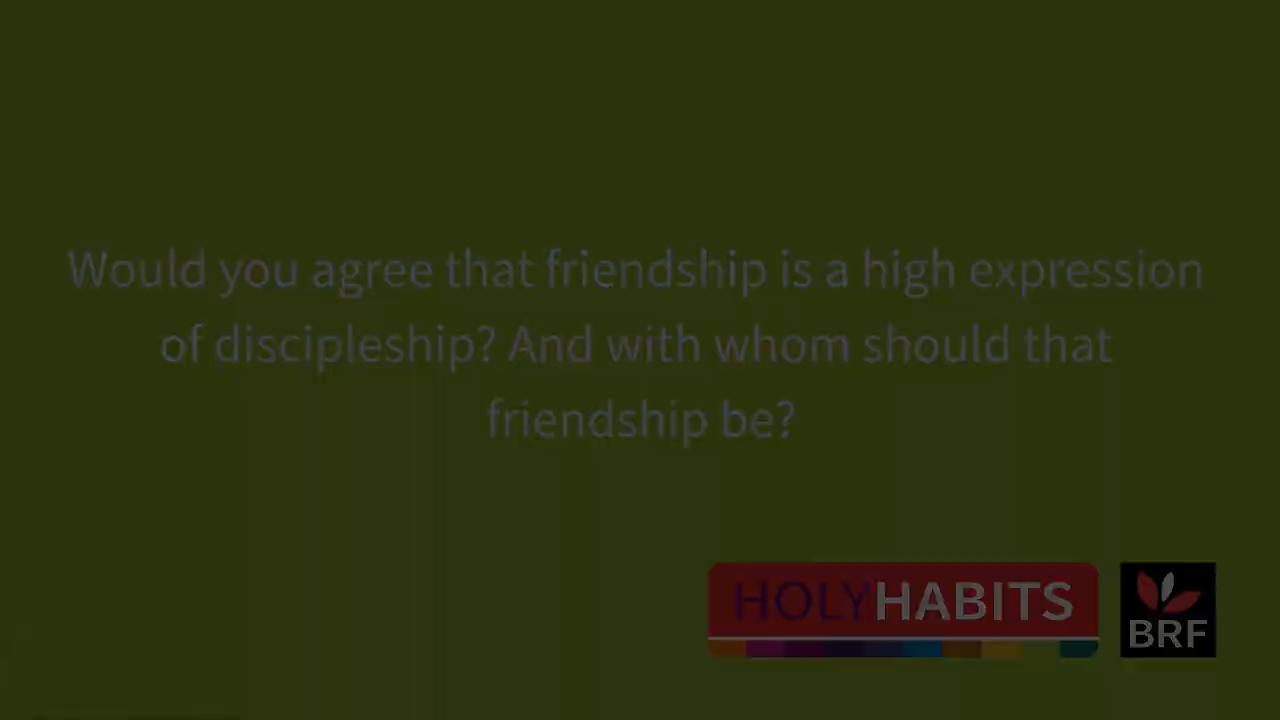 Would you agree that friendship is a high expression
of discipleship? And with whom should that
friendship be?
HOLYHABITS
BRF